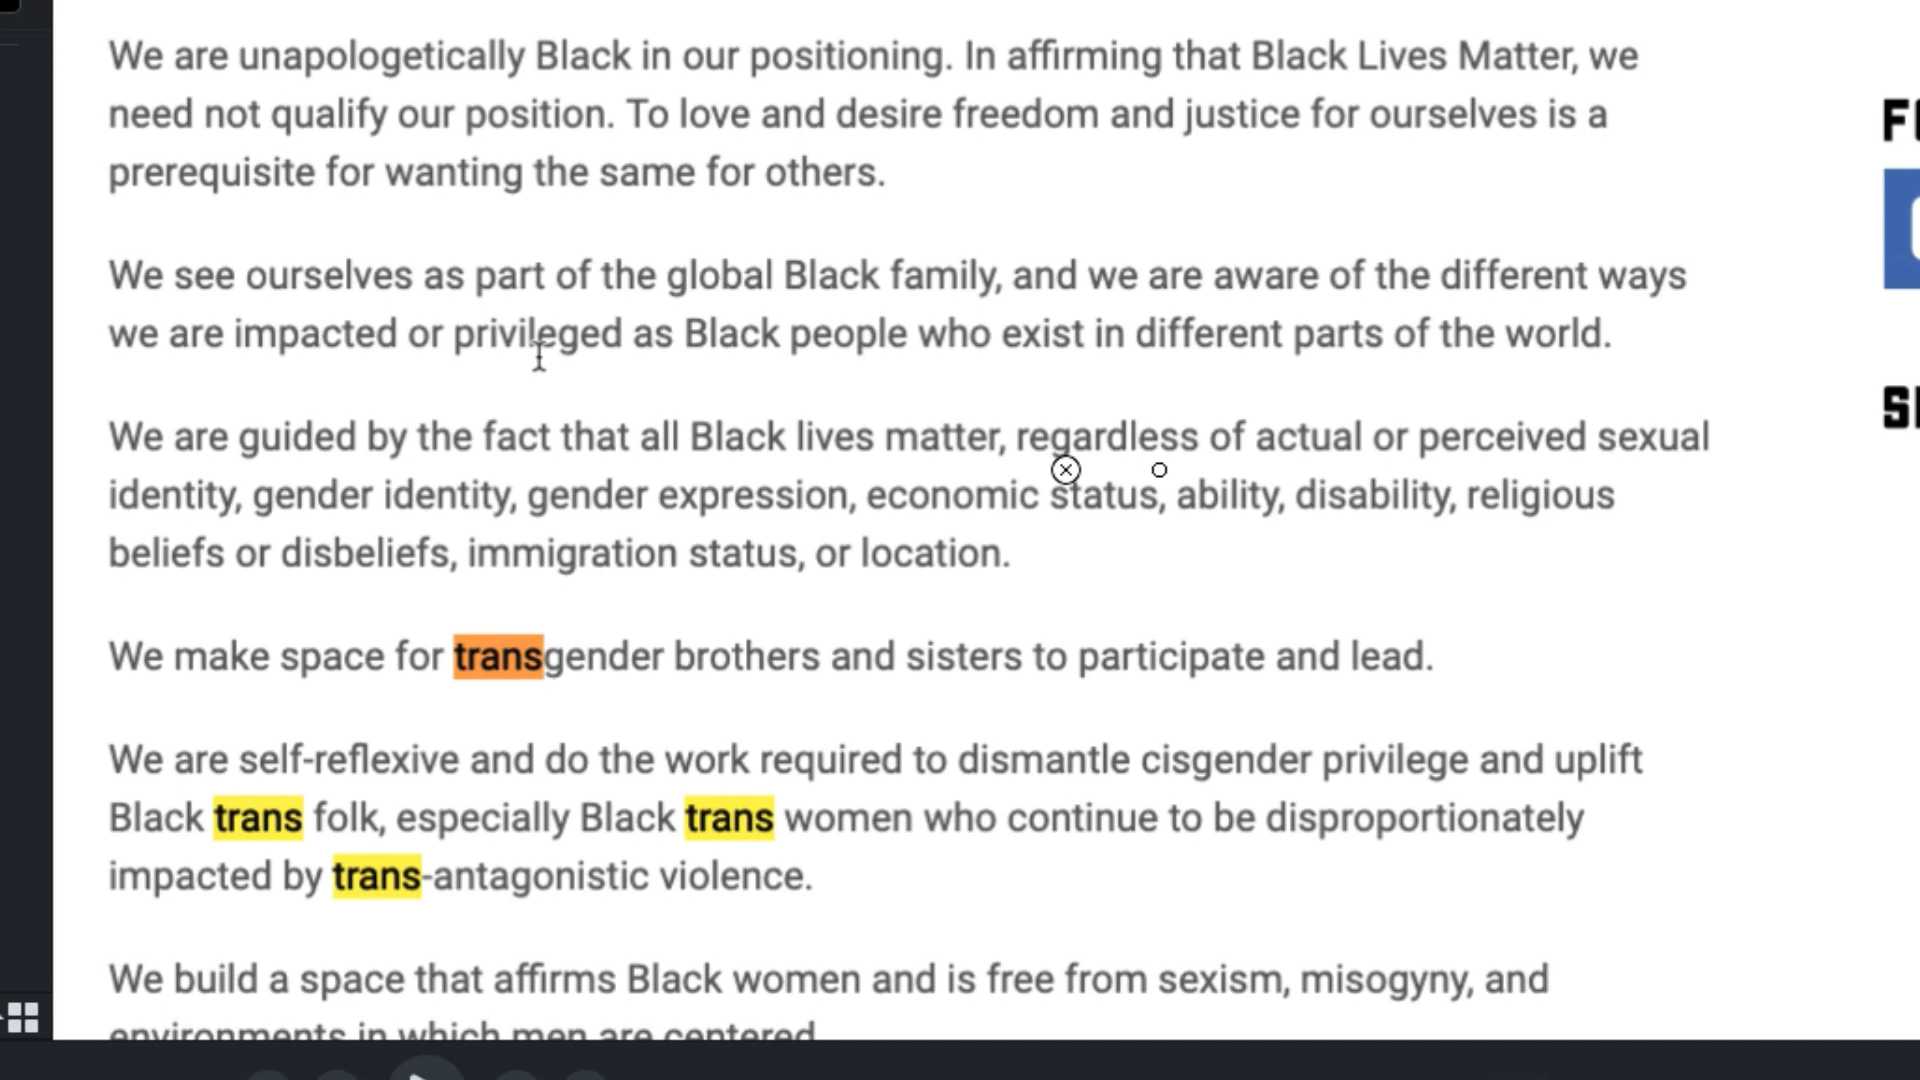 We are unapologetically Black in our positioning. In affirming that Black Lives Matter, we
need not qualify our position. To love and desire freedom and justice for ourselves is a
prerequisite for wanting the same for others.
We see ourselves as part of the global Black family, and we are aware of the different ways
we are impacted or privileged as Black people who exist in different parts of the world.
We are guided by the fact that all Black lives matter, regardless of actual or perceived sexual
identity, gender identity, gender expression, economic status, ability, disability, religious
beliefs or disbeliefs, immigration status, or location.
We make space for transgender brothers and sisters to participate and lead.
We are self-reflexive and do the work required to dismantle cisgender privilege and uplift
Black trans folk, especially Black trans women who continue to be disproportionately
impacted by trans-antagonistic violence.
We build a space that affirms Black women and is free from sexism, misogyny, and
environments in which men are centered.